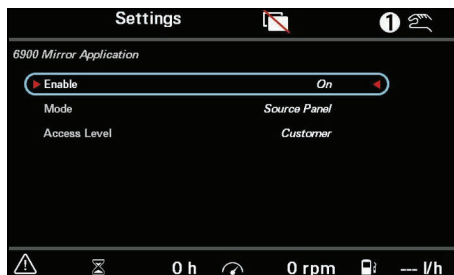 Settings 1
6900 Mirror Application
Enable On
Mode Source Panel
Access Level Customer
0 h 0 rpm --- l/h